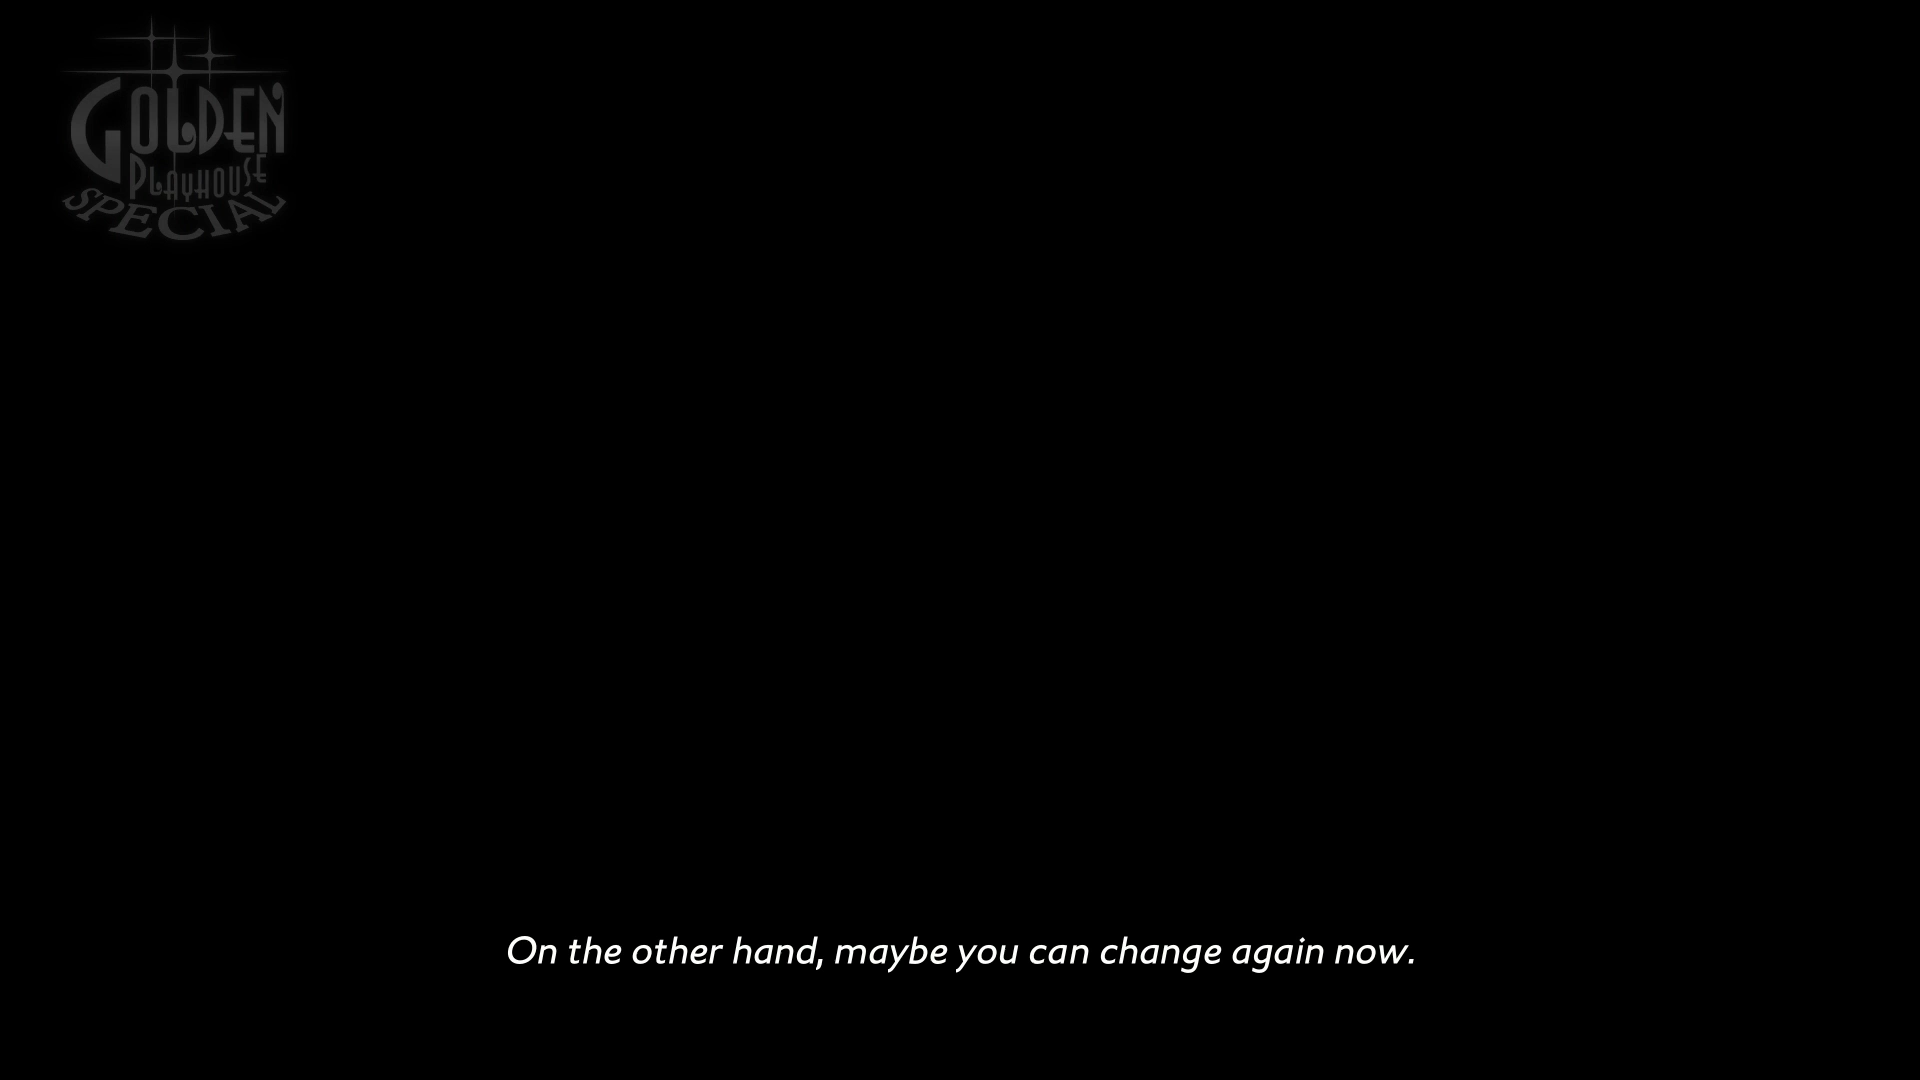 GOLDEN
PLAYHOUSE
SPECIAL
On the other hand, maybe you can change again now.